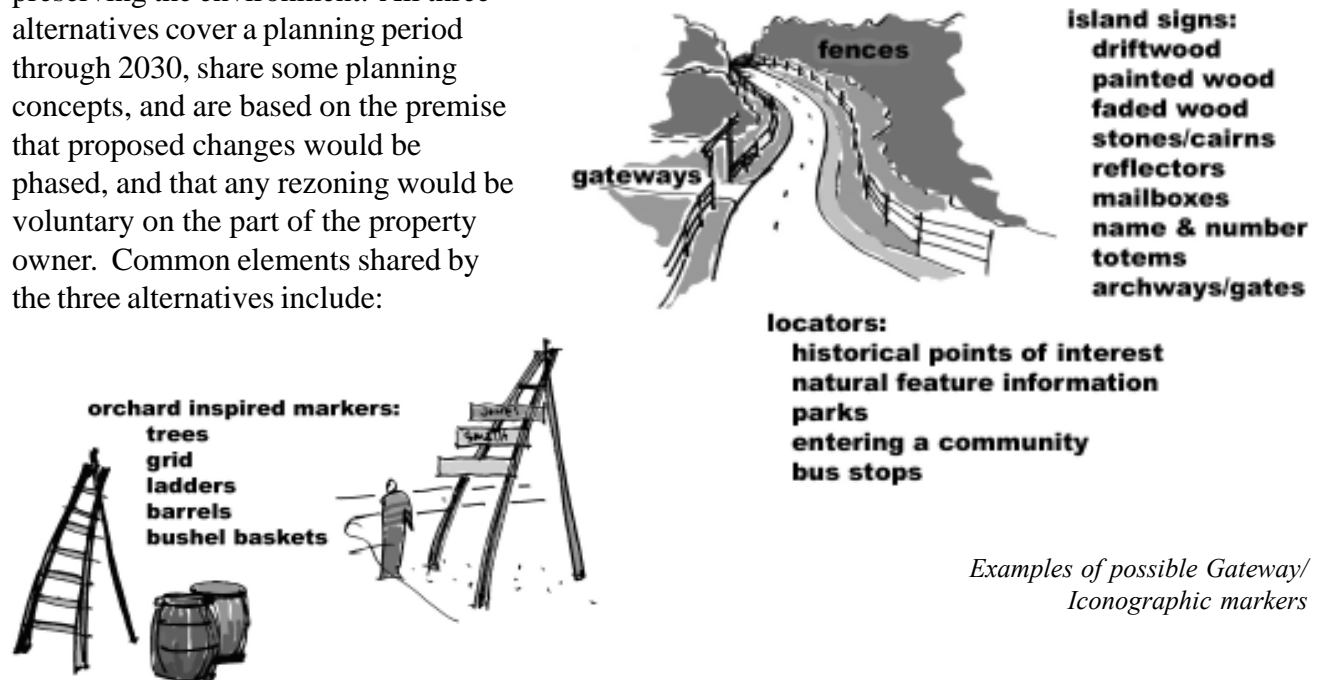 alternatives cover a planning period
through 2030, share some planning
concepts, and are based on the premise
that proposed changes would be
phased, and that any rezoning would be
voluntary on the part of the property
owner. Common elements shared by
the three alternatives include:
fences
gateways
island signs:
driftwood
painted wood
faded wood
stones/cairns
reflectors
mailboxes
name & number
totems
archways/gates
locators:
historical points of interest
natural feature information
parks
entering a community
bus stops
orchard inspired markers:
trees
grid
ladders
barrels
bushel baskets
JONES
SMITH
Examples of possible Gateway/
Iconographic markers